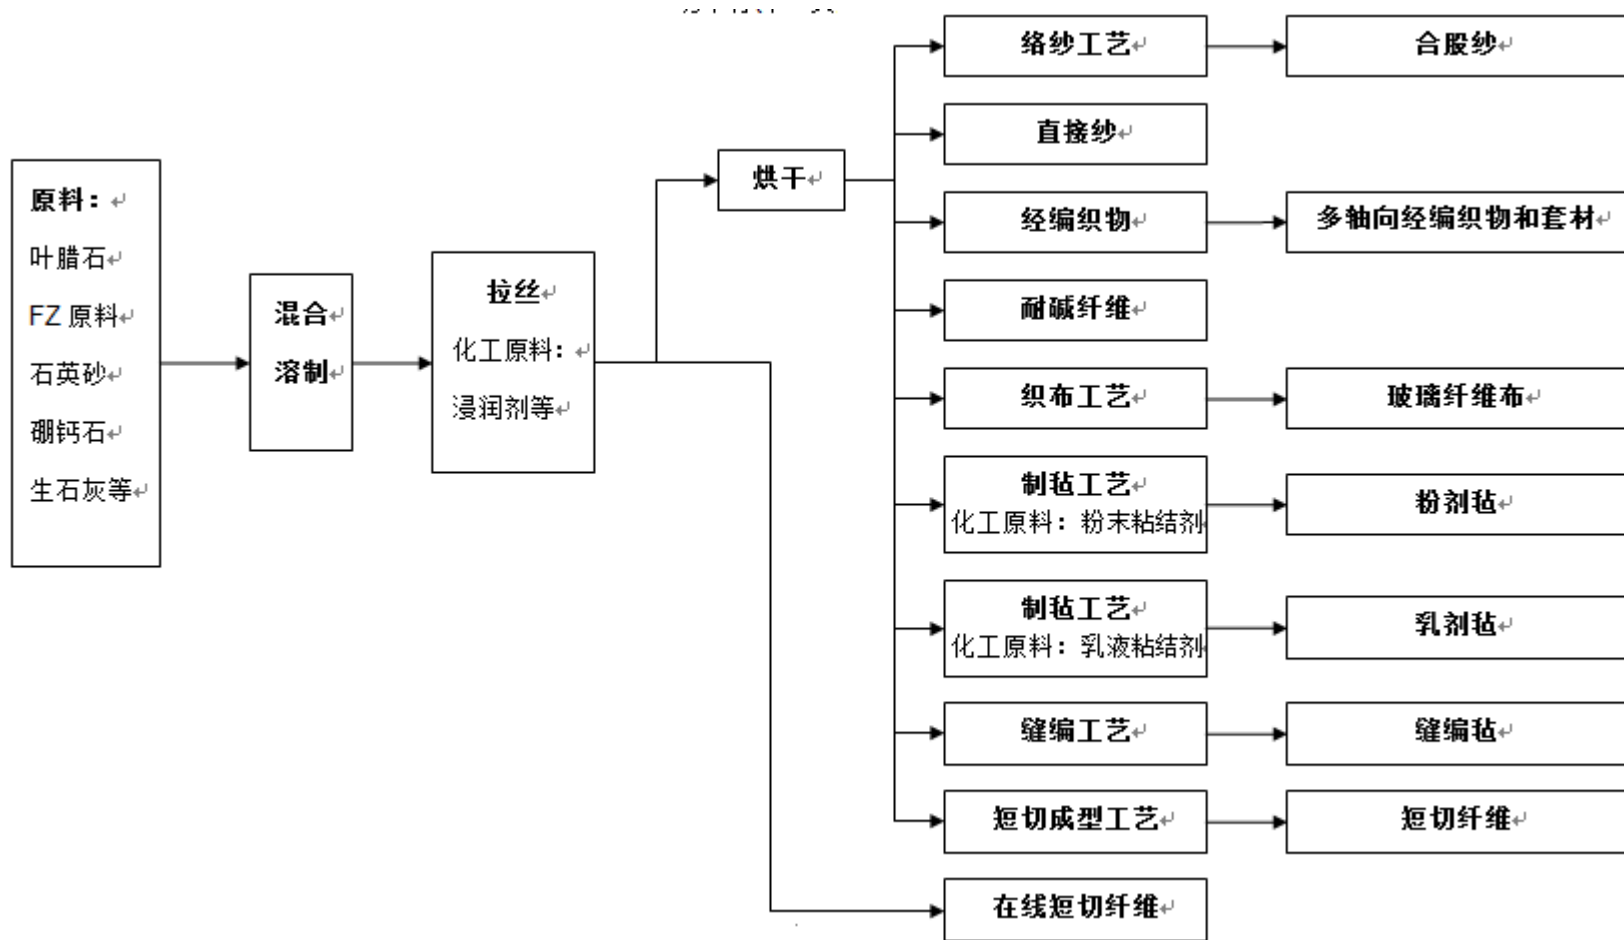 原料：
叶腊石
FZ 原料
石英砂
硼钙石
生石灰等
混合
溶制
拉丝
化工原料：
浸润剂等
烘干
络纱工艺
合股纱
直接纱
经编织物
多轴向经编织物和套材
耐碱纤维
织布工艺
玻璃纤维布
制毡工艺
化工原料：粉末粘结剂
粉剂毡
制毡工艺
化工原料：乳液粘结剂
乳剂毡
缝编工艺
缝编毡
短切成型工艺
短切纤维
在线短切纤维